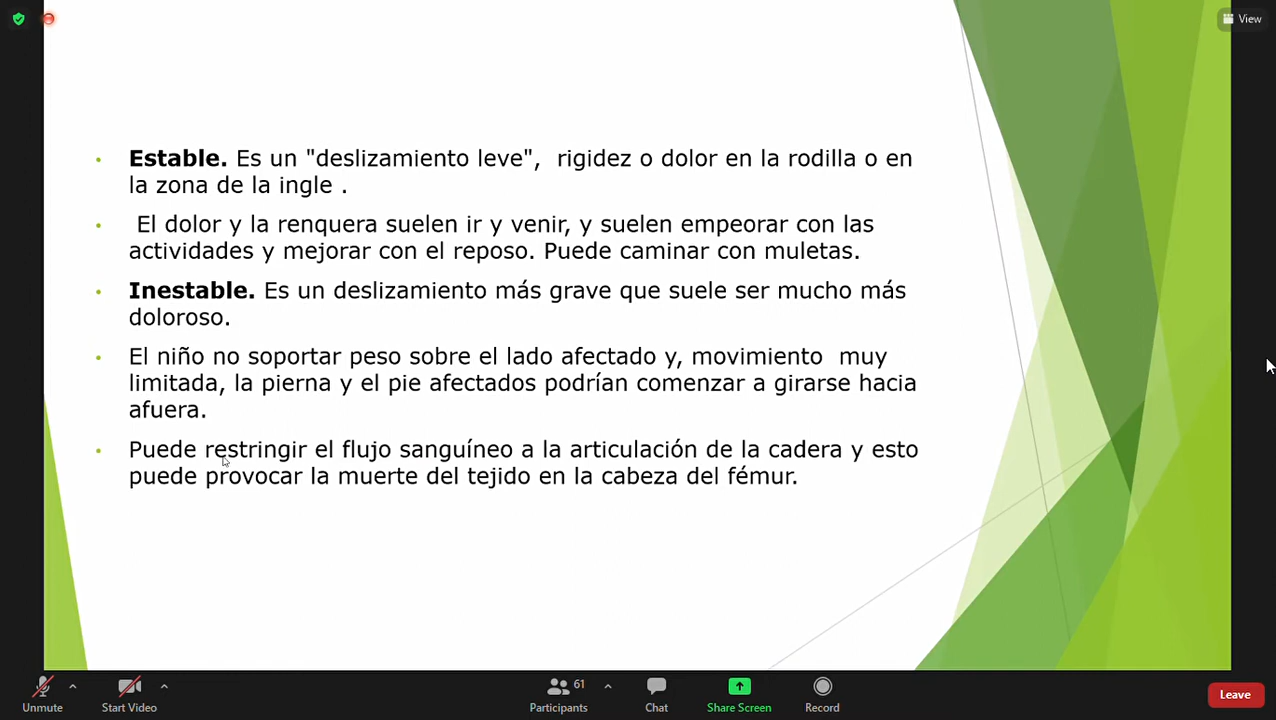 View
• Estable. Es un "deslizamiento leve",  rigidez o dolor en la rodilla o en
la zona de la ingle .
•  El dolor y la renquera suelen ir y venir, y suelen empeorar con las
actividades y mejorar con el reposo. Puede caminar con muletas.
• Inestable. Es un deslizamiento más grave que suele ser mucho más
doloroso.
• El niño no soportar peso sobre el lado afectado y, movimiento  muy
limitada, la pierna y el pie afectados podrían comenzar a girarse hacia
afuera.
• Puede restringir el flujo sanguíneo a la articulación de la cadera y esto
puede provocar la muerte del tejido en la cabeza del fémur.
Unmute
Start Video
61
Participants
Chat
Share Screen
Record
Leave